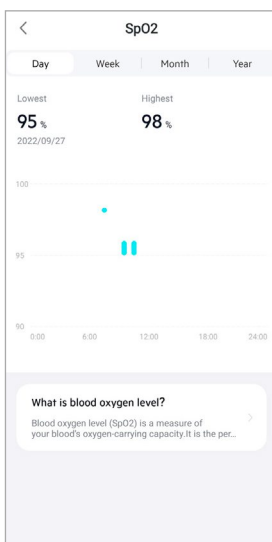 SpO2
Day Week Month Year
Lowest Highest
95 % 98 %
2022/09/27
100
95
90
0:00 6:00 12:00 18:00 24:00
What is blood oxygen level?
Blood oxygen level (SpO2) is a measure of
your blood's oxygen-carrying capacity.It is the per...